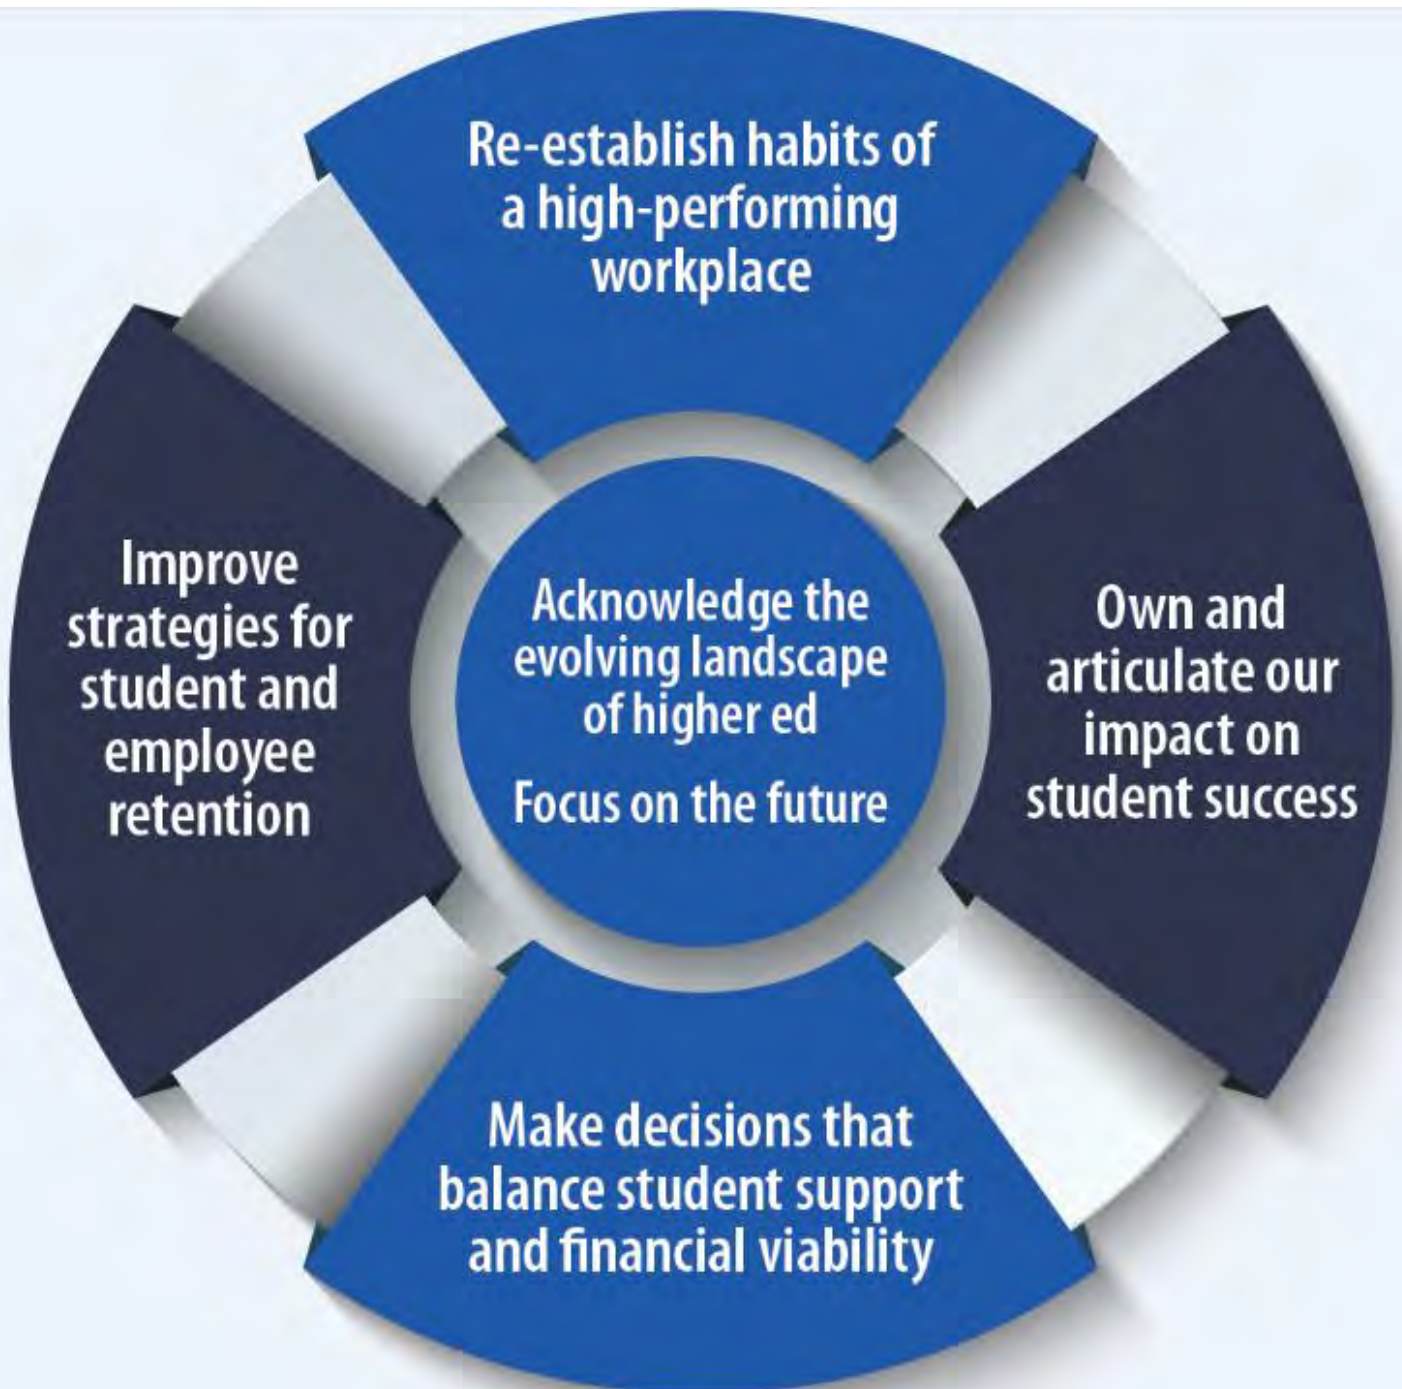 Re-establish habits of
a high-performing
workplace
Improve
strategies for
student and
employee
retention
Acknowledge the
evolving landscape
of higher ed
Focus on the future
Own and
articulate our
impact on
student success
Make decisions that
balance student support
and financial viability